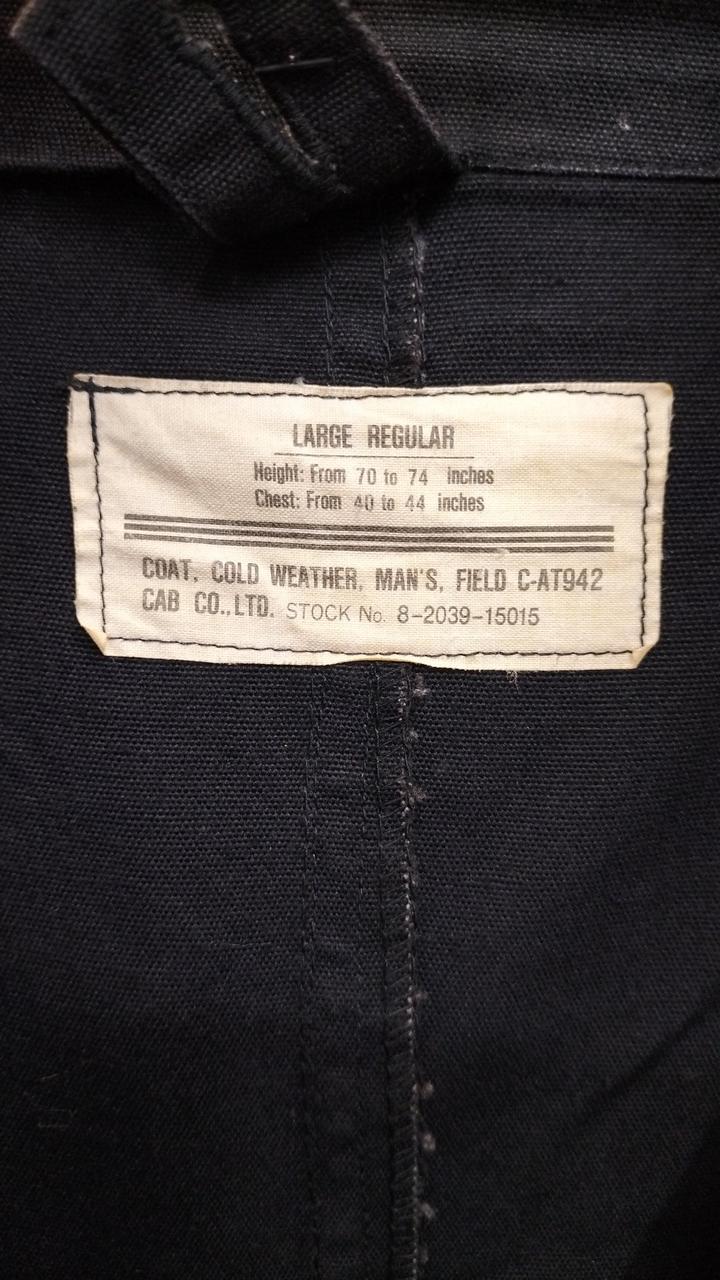 LARGE REGULAR
Height: From 70 to 74 inches
Chest: From 40 to 44 inches
COAT, COLD WEATHER, MAN'S, FIELD C-AT942
CAB CO.,LTD. STOCK No. 8-2039-15015